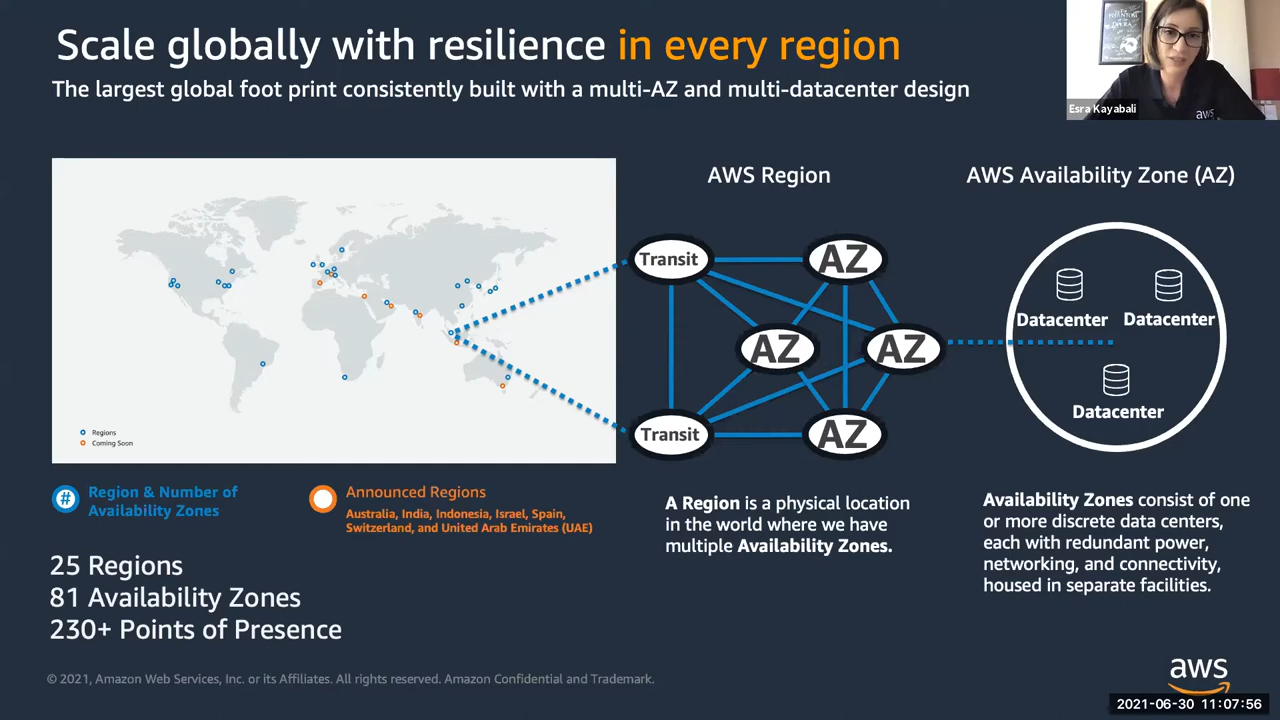 Scale globally with resilience in every region
The largest global foot print consistently built with a multi-AZ and multi-datacenter design
THE
PHANTOM
OF THE
OPERA
aws
Esra Kayabali
Regions
Coming Soon
#
Region & Number of
Availability Zones
Announced Regions
Australia, India, Indonesia, Israel, Spain,
Switzerland, and United Arab Emirates (UAE)
25 Regions
81 Availability Zones
230+ Points of Presence
AWS Region
Transit
AZ
AZ
AZ
Transit
AZ
A Region is a physical location
in the world where we have
multiple Availability Zones.
AWS Availability Zone (AZ)
Datacenter
Datacenter
Datacenter
Availability Zones consist of one
or more discrete data centers,
each with redundant power,
networking, and connectivity,
housed in separate facilities.
© 2021, Amazon Web Services, Inc. or its Affiliates. All rights reserved. Amazon Confidential and Trademark.
aws
2021-06-30 11:07:56